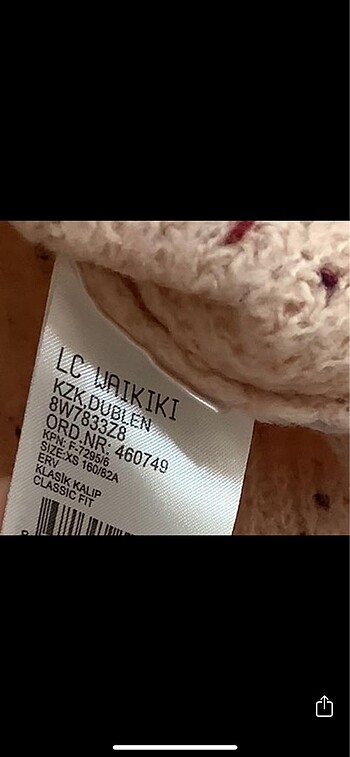 LC WAIKIKI
KZK.DUBLEN
8W7833Z8
ORD.NR: 460749
KPN: F-7295/6
SIZE:XS 160/82A
ERV
KLASİK KALIP
CLASSIC FIT
8